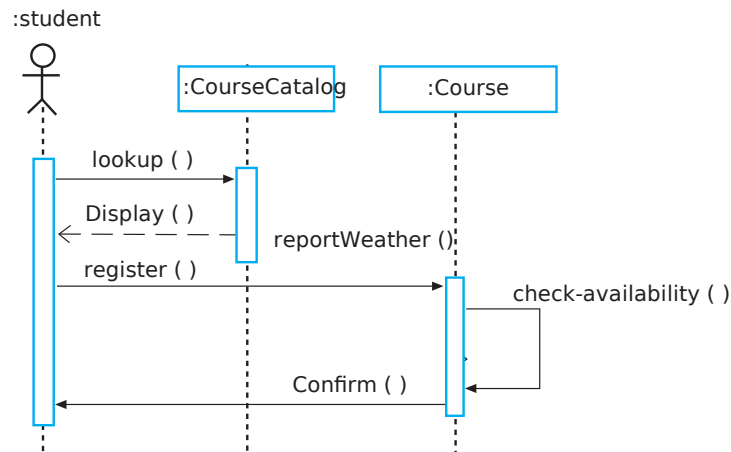 :student
:CourseCatalog
:Course
lookup ( )
Display ( )
reportWeather ()
register ( )
check-availability ( )
Confirm ( )